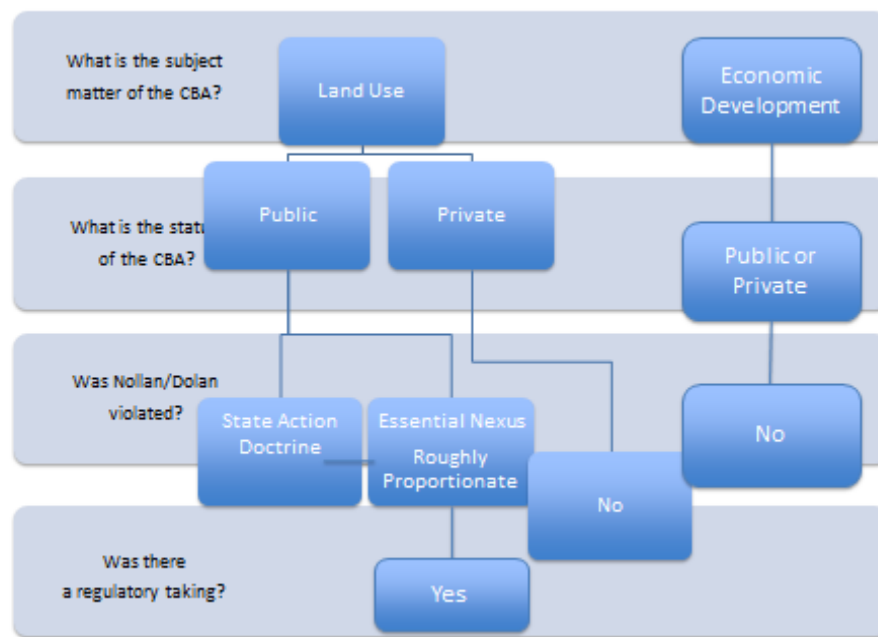 What is the subject
matter of the CBA?
Land Use
Economic
Development
What is the statu
of the CBA?
Public
Private
Public or
Private
Was Nollan/Dolan
violated?
State Action
Doctrine
Essential Nexus
Roughly
Proportionate
No
No
Was there
a regulatory taking?
Yes